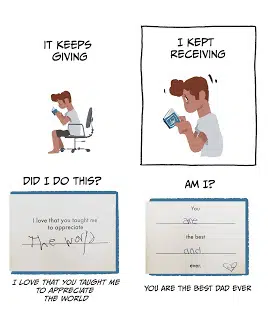 IT KEEPS
GIVING
I KEPT
RECEIVING
DID I DO THIS?
I love that you taught me
to appreciate
The world
I LOVE THAT YOU TAUGHT ME
TO APPRECIATE
THE WORLD
AM I?
You
are
the best
ever.
YOU ARE THE BEST DAD EVER